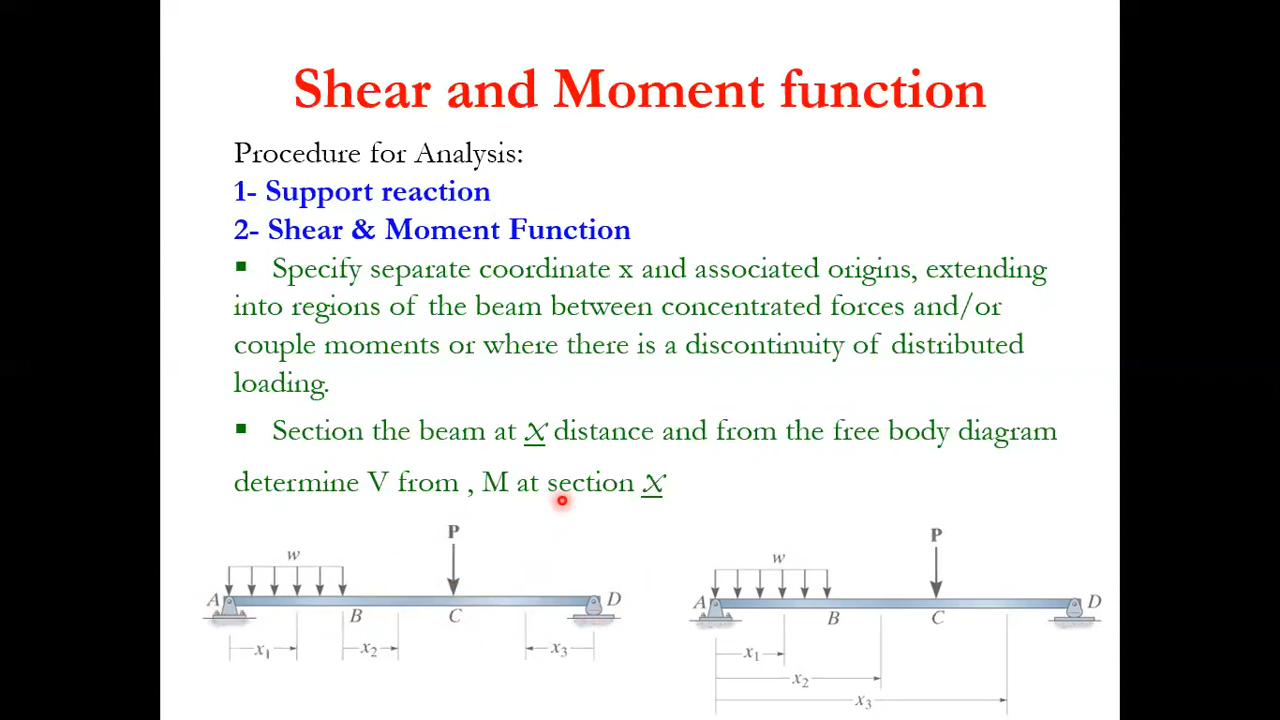 Shear and Moment function
Procedure for Analysis:
1- Support reaction
2- Shear & Moment Function
▪ Specify separate coordinate x and associated origins, extending
into regions of the beam between concentrated forces and/or
couple moments or where there is a discontinuity of distributed
loading.
▪ Section the beam at x distance and from the free body diagram
determine V from , M at section x
P
w
A
B
C
D
x₁
x₂
x₃
P
w
A
B
C
D
x₁
x₂
x₃